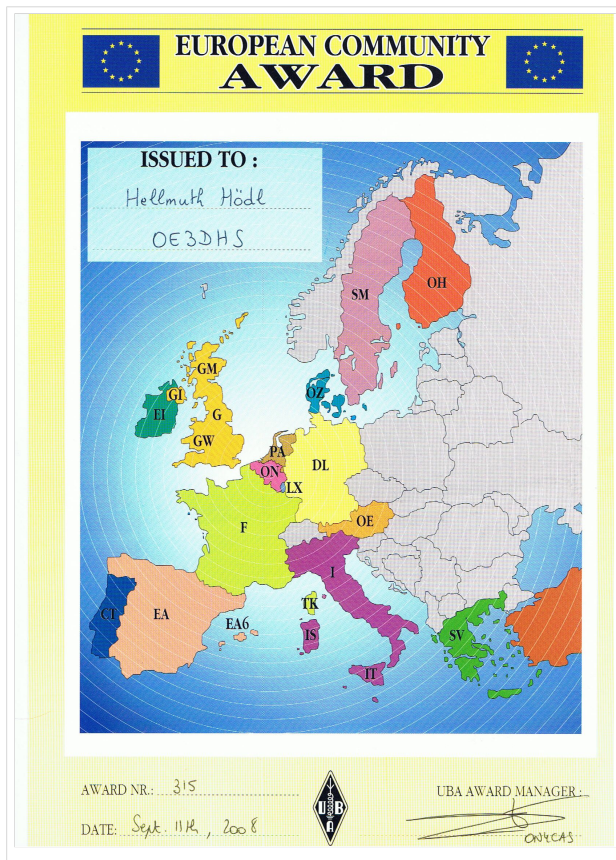 EUROPEAN COMMUNITY
AWARD
ISSUED TO :
Hellmuth Hödl
OE3DHS
SM
OH
GM
GI
EI
G
GW
OZ
PA
ON
DL
LX
OE
F
I
CT
EA
EA6
TK
IS
IT
SV
AWARD NR.: 315
UBA AWARD MANAGER :
DATE: Sept. 11th, 2008
U B
A
ON4CAS